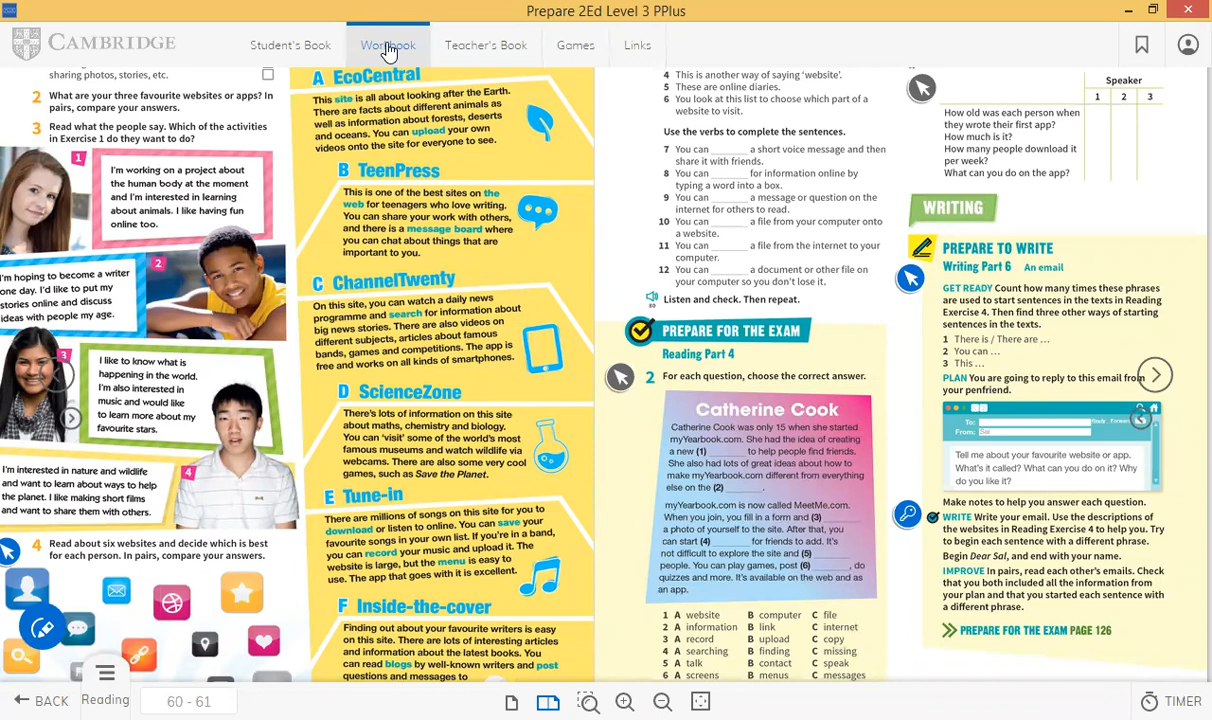 Prepare 2Ed Level 3 PPlus
CAMBRIDGE
Student's Book
Workbook
Teacher's Book
Games
Links
sharing photos, stories, etc.
2 What are your three favourite websites or apps? In
pairs, compare your answers.
3 Read what the people say. Which of the activities
in Exercise 1 do they want to do?
1
I'm working on a project about
the human body at the moment
and I'm interested in learning
about animals. I like having fun
online too.
2
I'm hoping to become a writer
one day. I'd like to put my
stories online and discuss
ideas with people my age.
3
I like to know what is
happening in the world.
I'm also interested in
music and would like
to learn more about my
favourite stars.
4
I'm interested in nature and wildlife
and want to learn about ways to help
the planet. I like making short films
and want to share them with others.
4 Read about six websites and decide which is best
for each person. In pairs, compare your answers.
A EcoCentral
This site is all about looking after the Earth.
There are facts about different animals as
well as information about forests, deserts
and oceans. You can upload your own
videos onto the site for everyone to see.
B TeenPress
This is one of the best sites on the
web for teenagers who love writing.
You can share your work with others,
and there is a message board where
you can chat about things that are
important to you.
C ChannelTwenty
On this site, you can watch a daily news
programme and search for information about
big news stories. There are also videos on
different subjects, articles about famous
bands, games and competitions. The app is
free and works on all kinds of smartphones.
D ScienceZone
There's lots of information on this site
about maths, chemistry and biology.
You can 'visit' some of the world's most
famous museums and watch wildlife via
webcams. There are also some very cool
games, such as Save the Planet.
E Tune-in
There are millions of songs on this site for you to
download or listen to online. You can save your
favourite songs in your own list. If you're in a band,
you can record your music and upload it. The
website is large, but the menu is easy to
use. The app that goes with it is excellent.
F Inside-the-cover
Finding out about your favourite writers is easy
on this site. There are lots of interesting articles
and information about the latest books. You
can read blogs by well-known writers and post
questions and messages to
4 This is another way of saying 'website'.
5 These are online diaries.
6 You look at this list to choose which part of a
website to visit.
Use the verbs to complete the sentences.
7 You can ______ a short voice message and then
share it with friends.
8 You can ______ for information online by
typing a word into a box.
9 You can ______ a message or question on the
internet for others to read.
10 You can ______ a file from your computer onto
a website.
11 You can ______ a file from the internet to your
computer.
12 You can ______ a document or other file on
your computer so you don't lose it.
30
Listen and check. Then repeat.
PREPARE FOR THE EXAM
Reading Part 4
2 For each question, choose the correct answer.
Catherine Cook
Catherine Cook was only 15 when she started
myYearbook.com. She had the idea of creating
a new (1) ______ to help people find friends.
She also had lots of great ideas about how to
make myYearbook.com different from everything
else on the (2) ______.
myYearbook.com is now called MeetMe.com.
When you join, you fill in a form and (3) ______
a photo of yourself to the site. After that, you
can start (4) ______ for friends to add. It's
not difficult to explore the site and (5) ______
people. You can play games, post (6) ______, do
quizzes and more. It's available on the web and as
an app.
1 A website B computer C file
2 A information B link C internet
3 A record B upload C copy
4 A searching B finding C missing
5 A talk B contact C speak
6 A screens B menus C messages
Speaker
1 2 3
How old was each person when
they wrote their first app?
How much is it?
How many people download it
per week?
What can you do on the app?
WRITING
PREPARE TO WRITE
Writing Part 6 An email
GET READY Count how many times these phrases
are used to start sentences in the texts in Reading
Exercise 4. Then find three other ways of starting
sentences in the texts.
1 There is / There are …
2 You can …
3 This …
PLAN You are going to reply to this email from
your penfriend.
To:
From: Sal
Reply Forward
Tell me about your favourite website or app.
What's it called? What can you do on it? Why
do you like it?
Make notes to help you answer each question.
WRITE Write your email. Use the descriptions of
the websites in Reading Exercise 4 to help you. Try
to begin each sentence with a different phrase.
Begin Dear Sal, and end with your name.
IMPROVE In pairs, read each other's emails. Check
that you both included all the information from
your plan and that you started each sentence with
a different phrase.
PREPARE FOR THE EXAM PAGE 126
BACK
Reading
60 - 61
TIMER